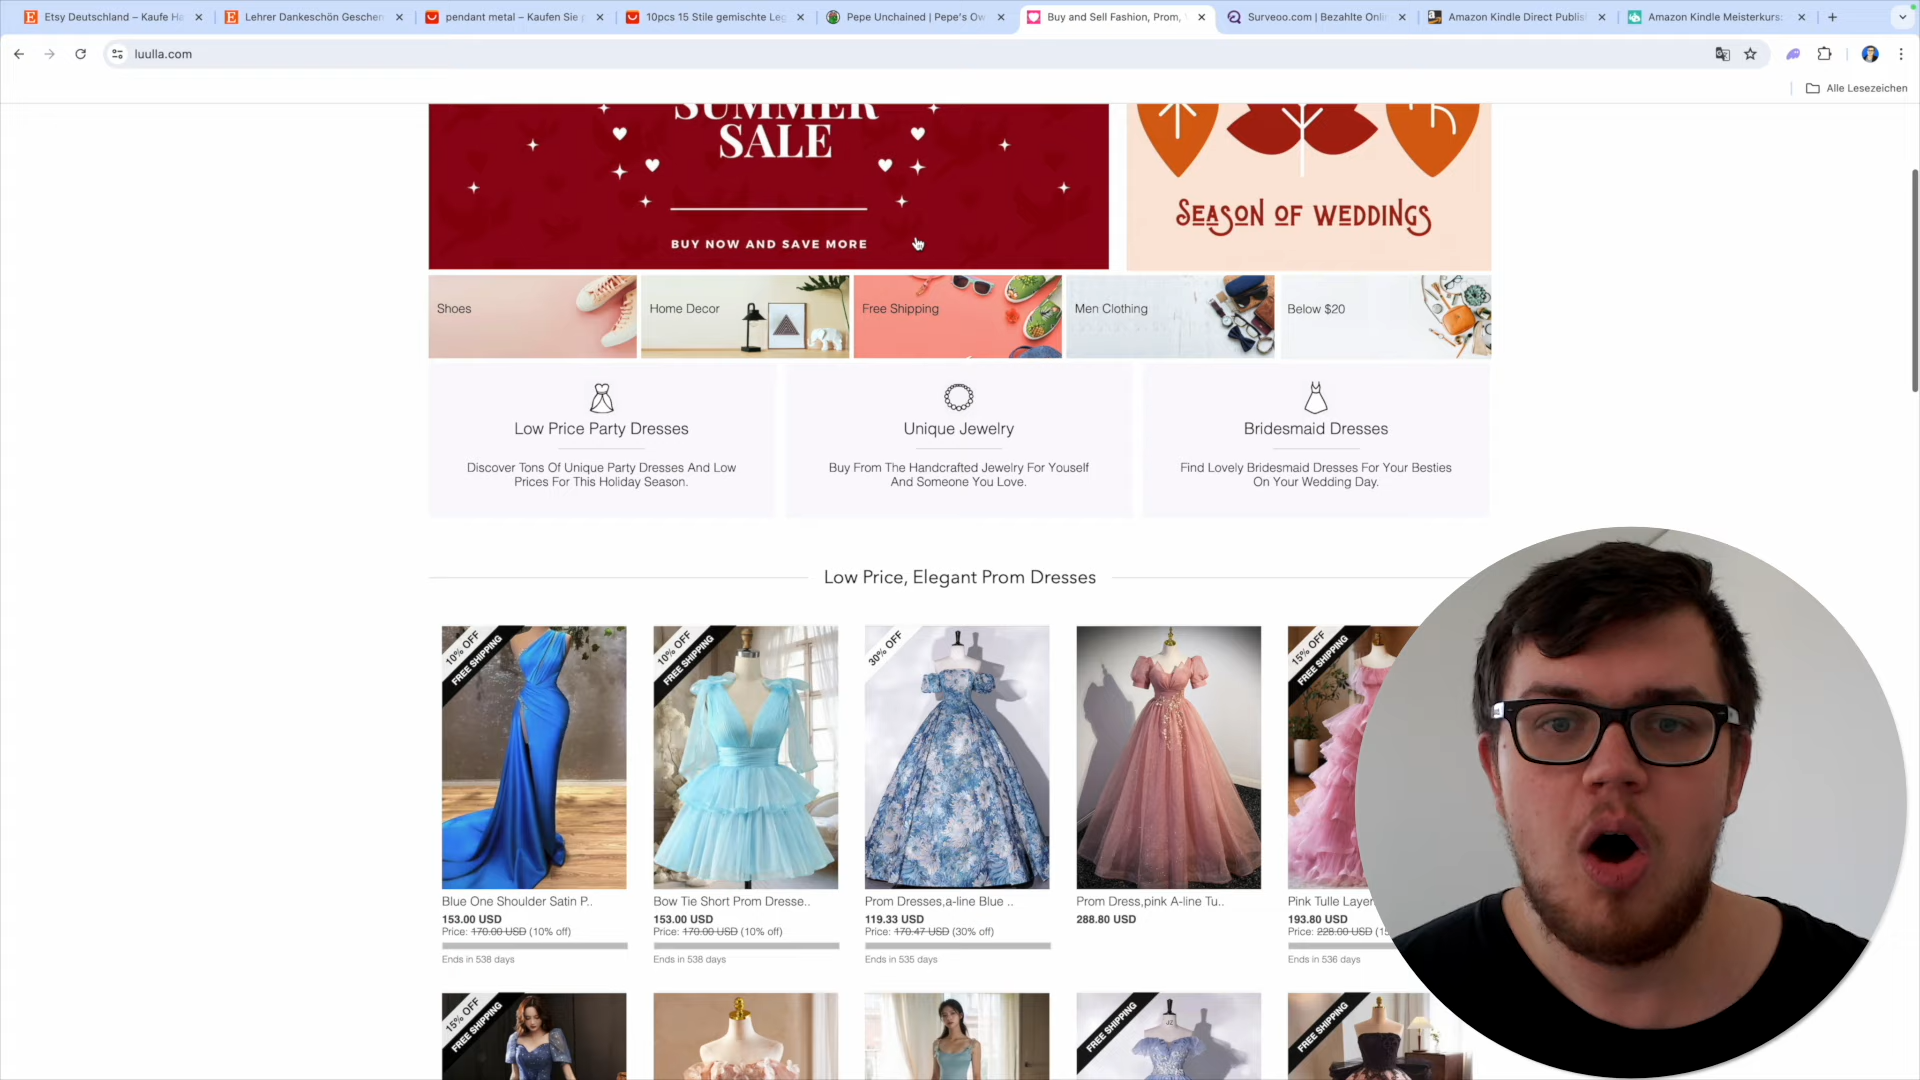 Etsy Deutschland – Kaufe Ha
Lehrer Dankeschön Geschen
pendant metal – Kaufen Sie p
10pcs 15 Stile gemischte Leg
Pepe Unchained | Pepe's Ow
Buy and Sell Fashion, Prom,
Surveoo.com | Bezahlte Onli
Amazon Kindle Direct Publis
Amazon Kindle Meisterkurs:
luulla.com
Alle Lesezeichen
SUMMER
SALE
BUY NOW AND SAVE MORE
SEASON OF WEDDINGS
Shoes
Home Decor
Free Shipping
Men Clothing
Below $20
Low Price Party Dresses
Discover Tons Of Unique Party Dresses And Low
Prices For This Holiday Season.
Unique Jewelry
Buy From The Handcrafted Jewelry For Youself
And Someone You Love.
Bridesmaid Dresses
Find Lovely Bridesmaid Dresses For Your Besties
On Your Wedding Day.
Low Price, Elegant Prom Dresses
10% OFF
FREE SHIPPING
Blue One Shoulder Satin P..
153.00 USD
Price: 170.00 USD (10% off)
Ends in 538 days
10% OFF
FREE SHIPPING
Bow Tie Short Prom Dresse..
153.00 USD
Price: 170.00 USD (10% off)
Ends in 538 days
30% OFF
Prom Dresses,a-line Blue ..
119.33 USD
Price: 170.47 USD (30% off)
Ends in 535 days
Prom Dress,pink A-line Tu..
288.80 USD
15% OFF
FREE SHIPPING
Pink Tulle Layer
193.80 USD
Price: 228.00 USD (15
Ends in 536 days
15% OFF
FREE SHIPPING
FREE SHIPPING
FREE SHIPPING